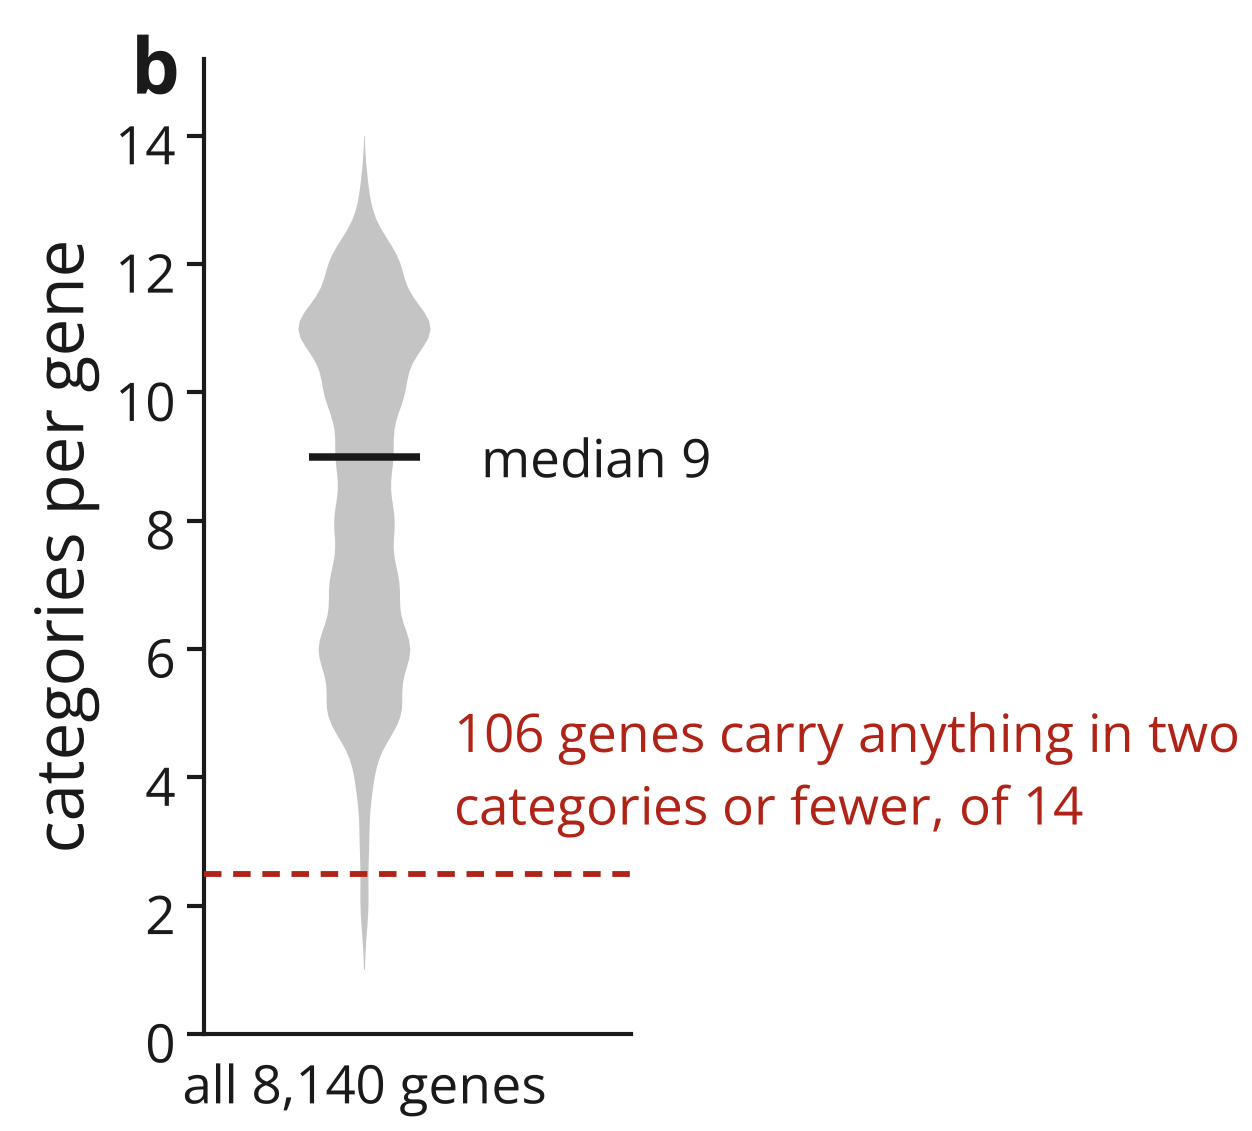 b
14
12
10
8
6
4
2
0
categories per gene
median 9
106 genes carry anything in two
categories or fewer, of 14
all 8,140 genes